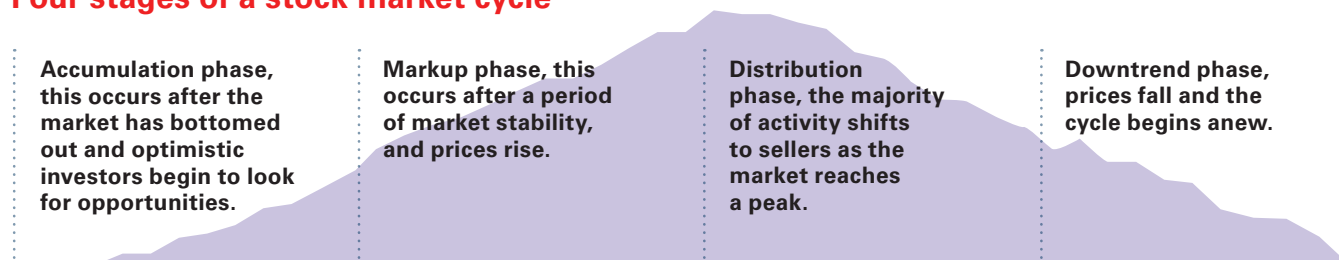 Four stages of a stock market cycle
Accumulation phase,
this occurs after the
market has bottomed
out and optimistic
investors begin to look
for opportunities.
Markup phase, this
occurs after a period
of market stability,
and prices rise.
Distribution
phase, the majority
of activity shifts
to sellers as the
market reaches
a peak.
Downtrend phase,
prices fall and the
cycle begins anew.